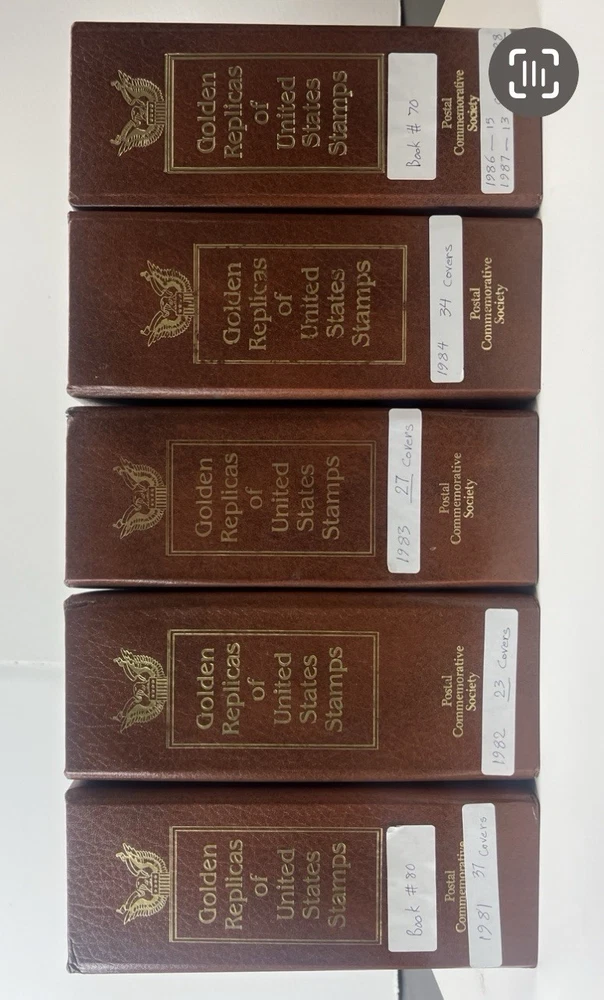 Golden
Replicas
of
United
States
Stamps
Book # 70
Postal
Commemorative
Society
1986 — 15
1987 — 13
Golden
Replicas
of
United
States
Stamps
1984 34 Covers
Postal
Commemorative
Society
Golden
Replicas
of
United
States
Stamps
1983 27 Covers
Postal
Commemorative
Society
Golden
Replicas
of
United
States
Stamps
Postal
Commemorative
Society
1982 23 Covers
Golden
Replicas
of
United
States
Stamps
Book # 80
Postal
Commemorative
1981 37 Covers